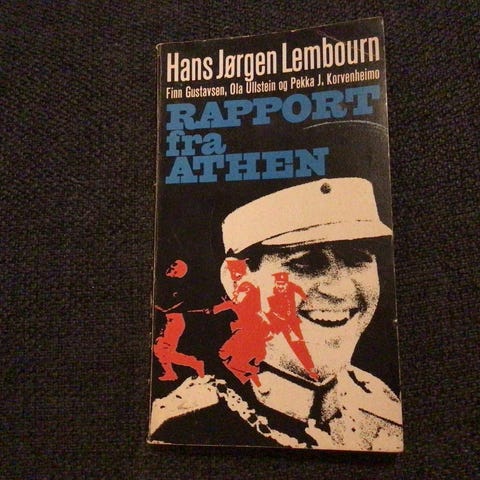 Hans Jørgen Lembourn
Finn Gustavsen, Ola Ullstein og Pekka J. Korvenheimo
RAPPORT
fra
ATHEN